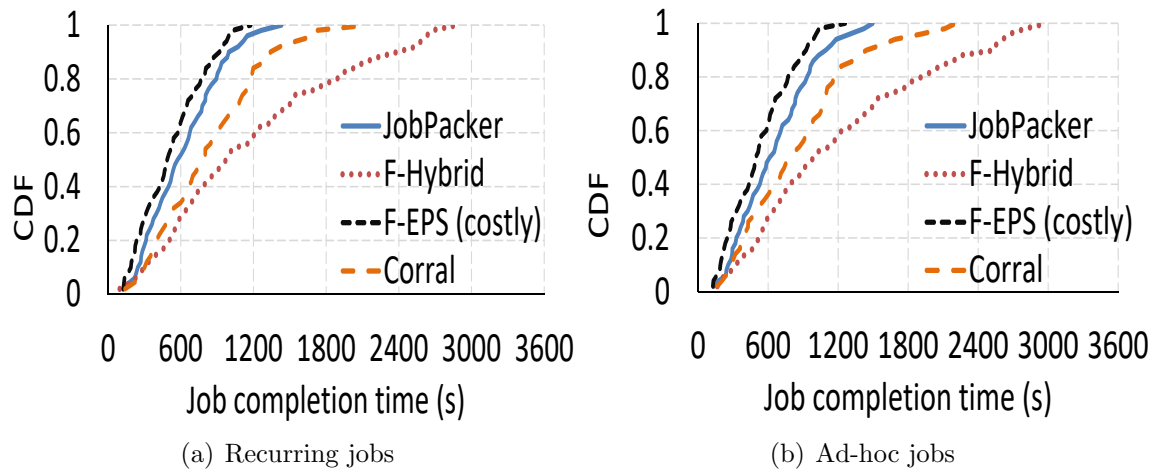 CDF
1
0.8
0.6
0.4
0.2
0
JobPacker
F-Hybrid
F-EPS (costly)
Corral
0 600 1200 1800 2400 3000 3600
Job completion time (s)
(a) Recurring jobs
CDF
1
0.8
0.6
0.4
0.2
0
JobPacker
F-Hybrid
F-EPS (costly)
Corral
0 600 1200 1800 2400 3000 3600
Job completion time (s)
(b) Ad-hoc jobs